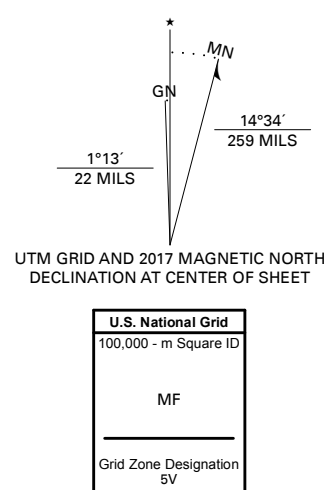 ★
MN
GN
14°34´
259 MILS
1°13´
22 MILS
UTM GRID AND 2017 MAGNETIC NORTH
DECLINATION AT CENTER OF SHEET
U.S. National Grid
100,000 - m Square ID
MF
Grid Zone Designation
5V